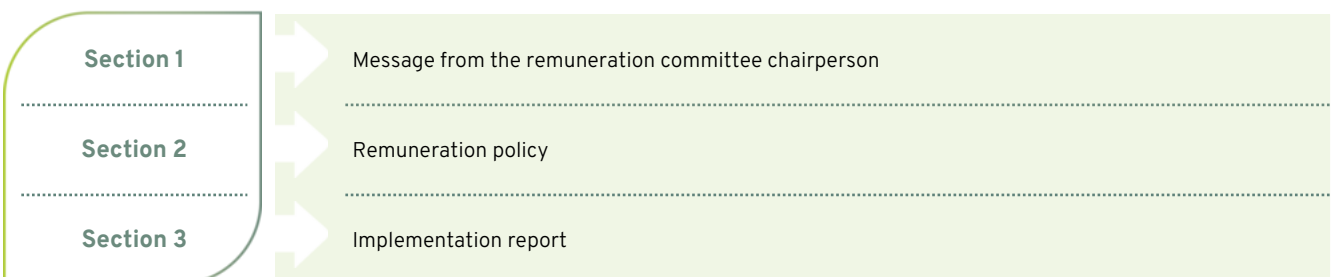 Section 1
Message from the remuneration committee chairperson
Section 2
Remuneration policy
Section 3
Implementation report